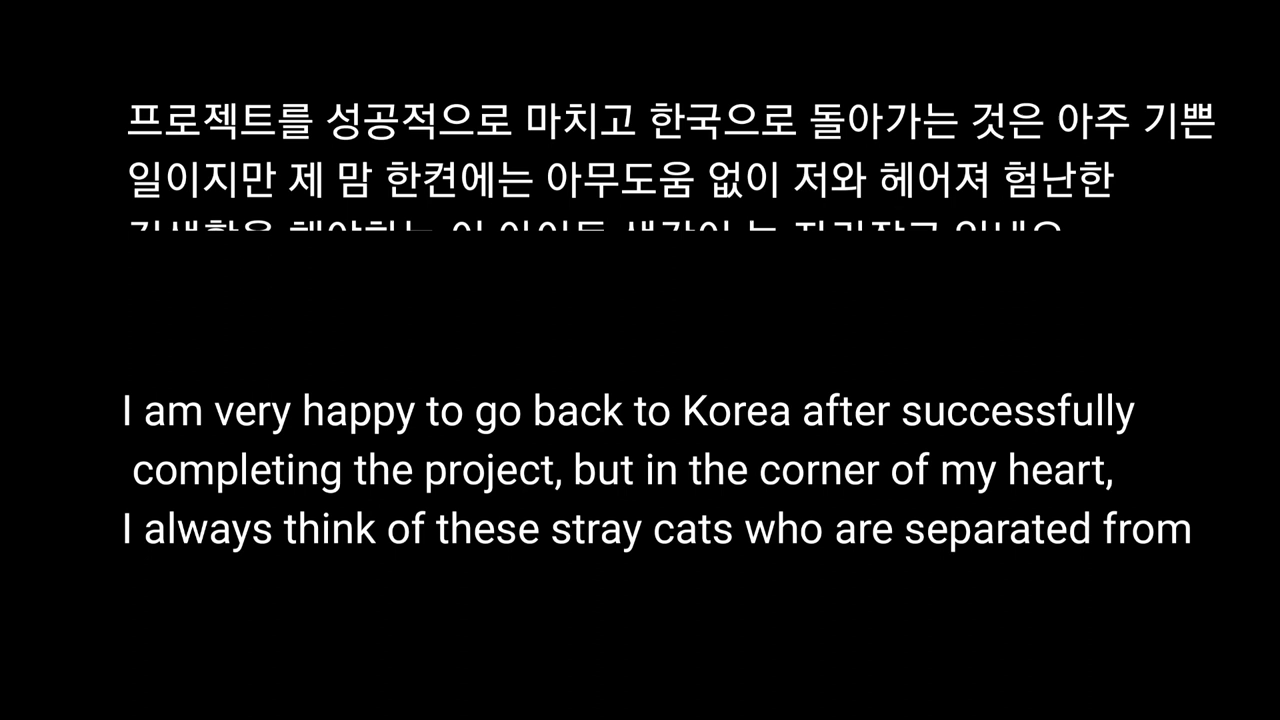 프로젝트를 성공적으로 마치고 한국으로 돌아가는 것은 아주 기쁜
일이지만 제 맘 한켠에는 아무도움 없이 저와 헤어져 험난한
I am very happy to go back to Korea after successfully
completing the project, but in the corner of my heart,
I always think of these stray cats who are separated from